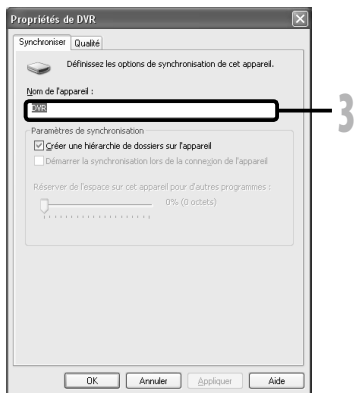 Propriétés de DVR
Synchroniser Qualité
Définissez les options de synchronisation de cet appareil.
Nom de l'appareil :
DVR
Paramètres de synchronisation
Créer une hiérarchie de dossiers sur l'appareil
Démarrer la synchronisation lors de la connexion de l'appareil
Réserver de l'espace sur cet appareil pour d'autres programmes :
0% (0 octets)
OK Annuler Appliquer Aide
3